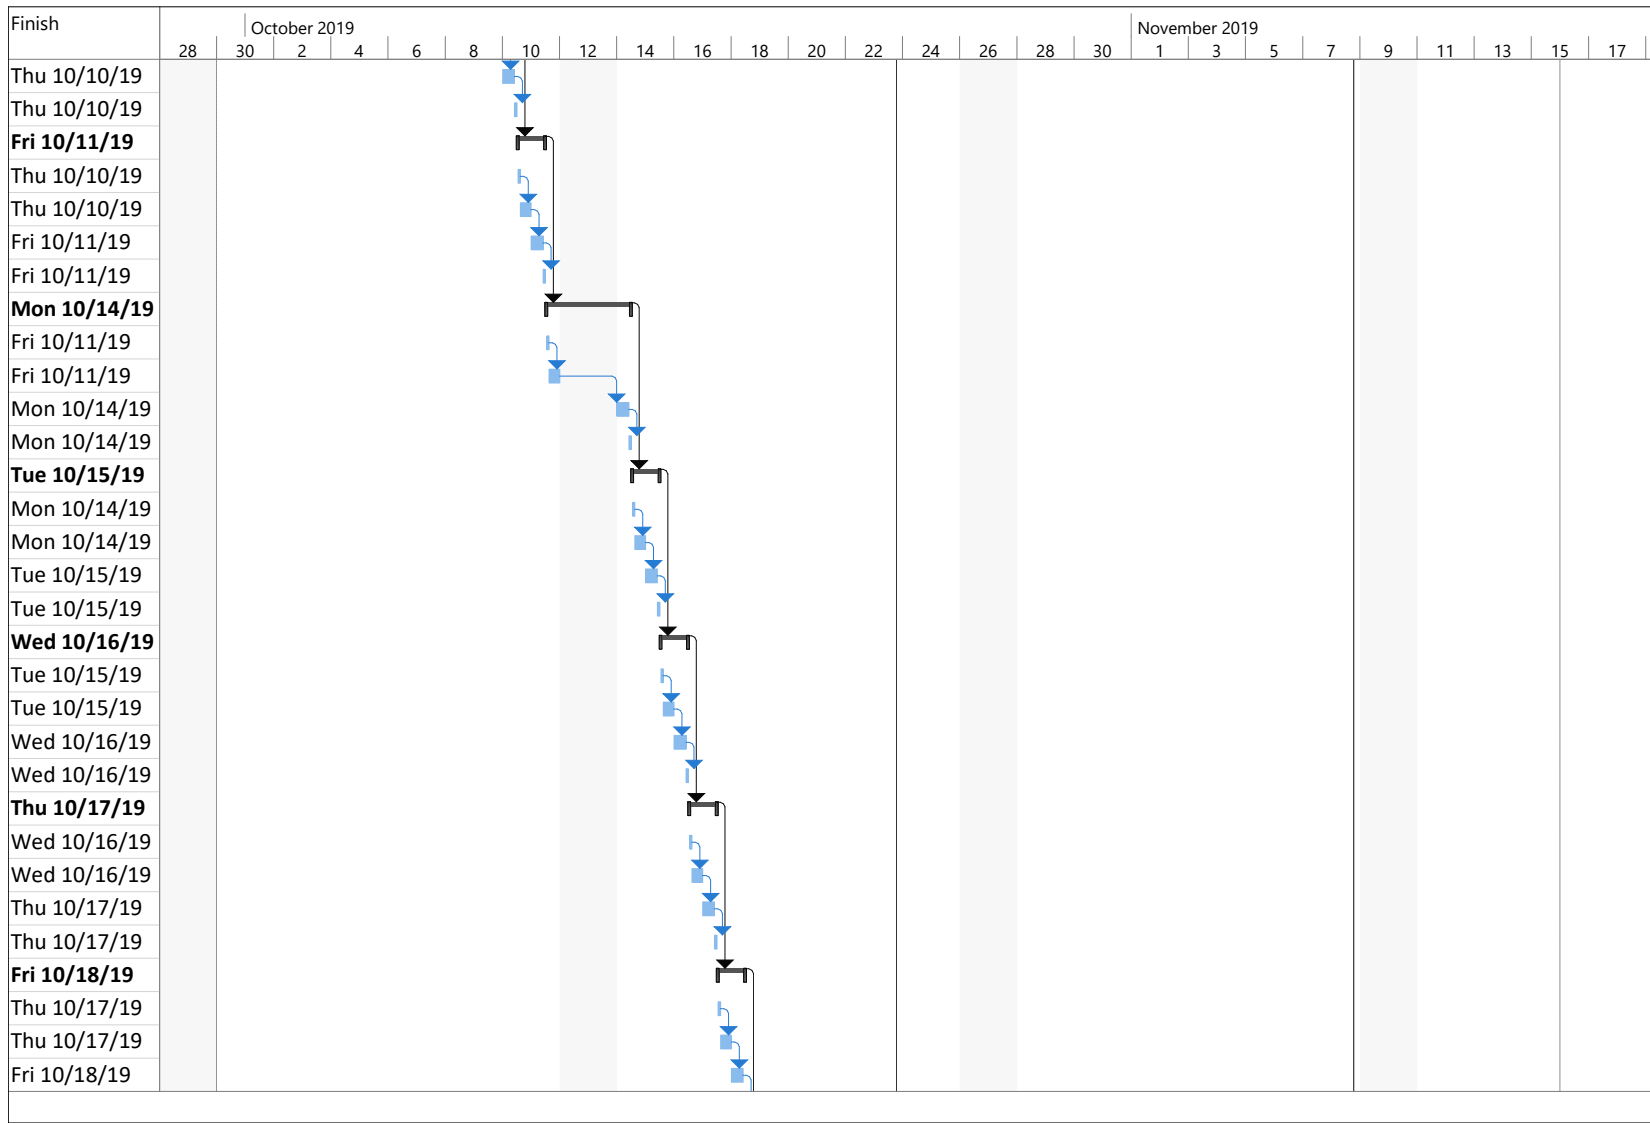 Finish
October 2019
November 2019
28 30 2 4 6 8 10 12 14 16 18 20 22 24 26 28 30 1 3 5 7 9 11 13 15 17
Thu 10/10/19
Thu 10/10/19
Fri 10/11/19
Thu 10/10/19
Thu 10/10/19
Fri 10/11/19
Fri 10/11/19
Mon 10/14/19
Fri 10/11/19
Fri 10/11/19
Mon 10/14/19
Mon 10/14/19
Tue 10/15/19
Mon 10/14/19
Mon 10/14/19
Tue 10/15/19
Tue 10/15/19
Wed 10/16/19
Tue 10/15/19
Tue 10/15/19
Wed 10/16/19
Wed 10/16/19
Thu 10/17/19
Wed 10/16/19
Wed 10/16/19
Thu 10/17/19
Thu 10/17/19
Fri 10/18/19
Thu 10/17/19
Thu 10/17/19
Fri 10/18/19